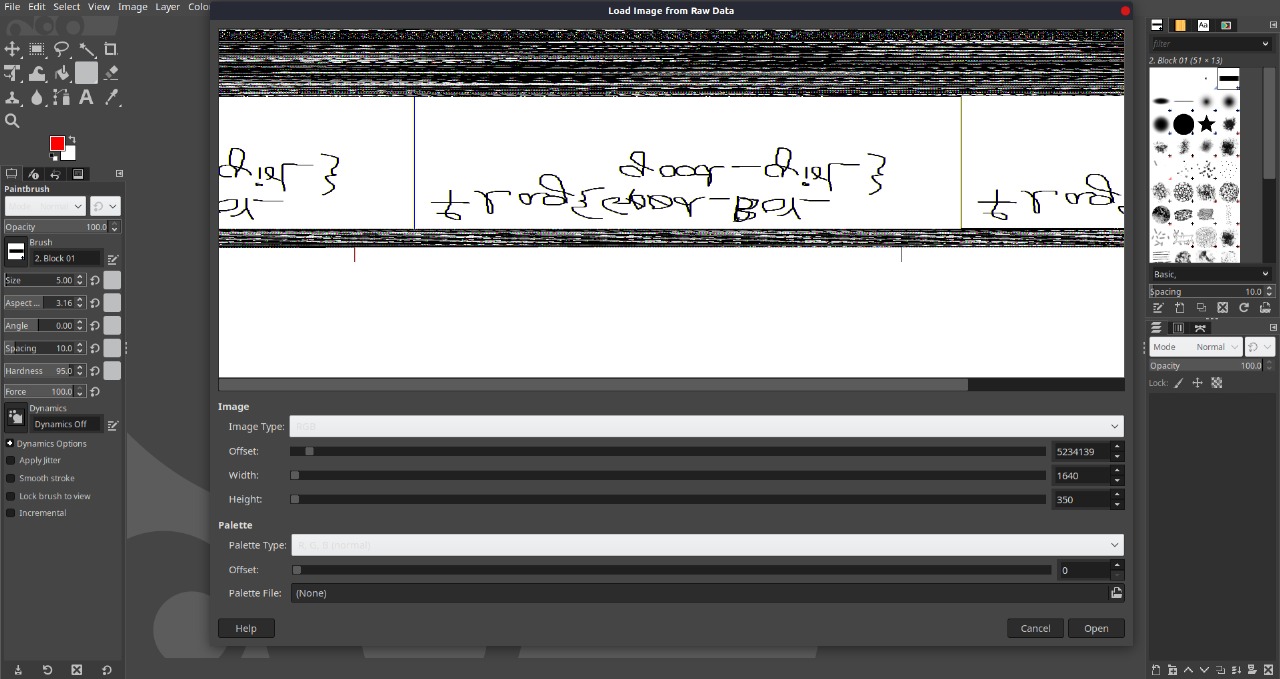 File Edit Select View Image Layer
Load Image from Raw Data
Paintbrush
Opacity 100.0
Brush
2. Block 01
Size 5.00
Aspect ... 3.16
Angle 0.00
Spacing 10.0
Hardness 95.0
Force 100.0
Dynamics
Dynamics Off
Dynamics Options
Apply Jitter
Smooth stroke
Lock brush to view
Incremental
Image
Image Type: RGB
Offset: 5234139
Width: 1640
Height: 350
Palette
Palette Type: R, G, B (normal)
Offset: 0
Palette File: (None)
Help Cancel Open
filter
2. Block 01 (51 × 13)
Basic,
Spacing 10.0
Mode Normal
Opacity 100.0
Lock: